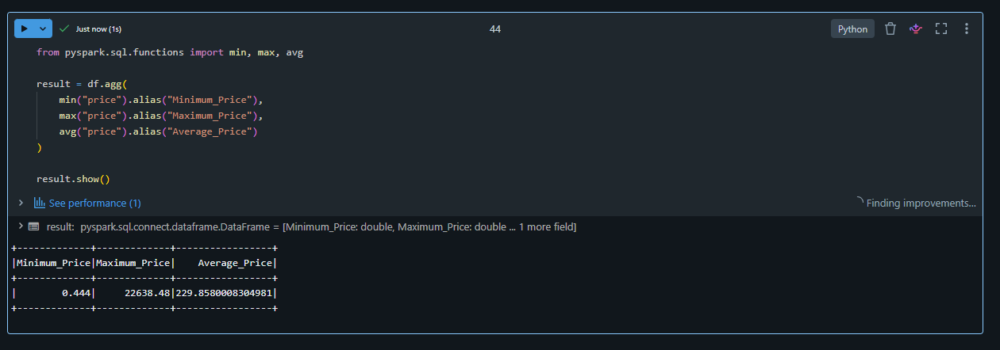 Just now (1s)
44
Python
from pyspark.sql.functions import min, max, avg
result = df.agg(
    min("price").alias("Minimum_Price"),
    max("price").alias("Maximum_Price"),
    avg("price").alias("Average_Price")
)
result.show()
See performance (1)
Finding improvements...
result: pyspark.sql.connect.dataframe.DataFrame = [Minimum_Price: double, Maximum_Price: double ... 1 more field]
+-------------+-------------+-----------------+
|Minimum_Price|Maximum_Price|    Average_Price|
+-------------+-------------+-----------------+
|        0.444|     22638.48|229.8580008304981|
+-------------+-------------+-----------------+